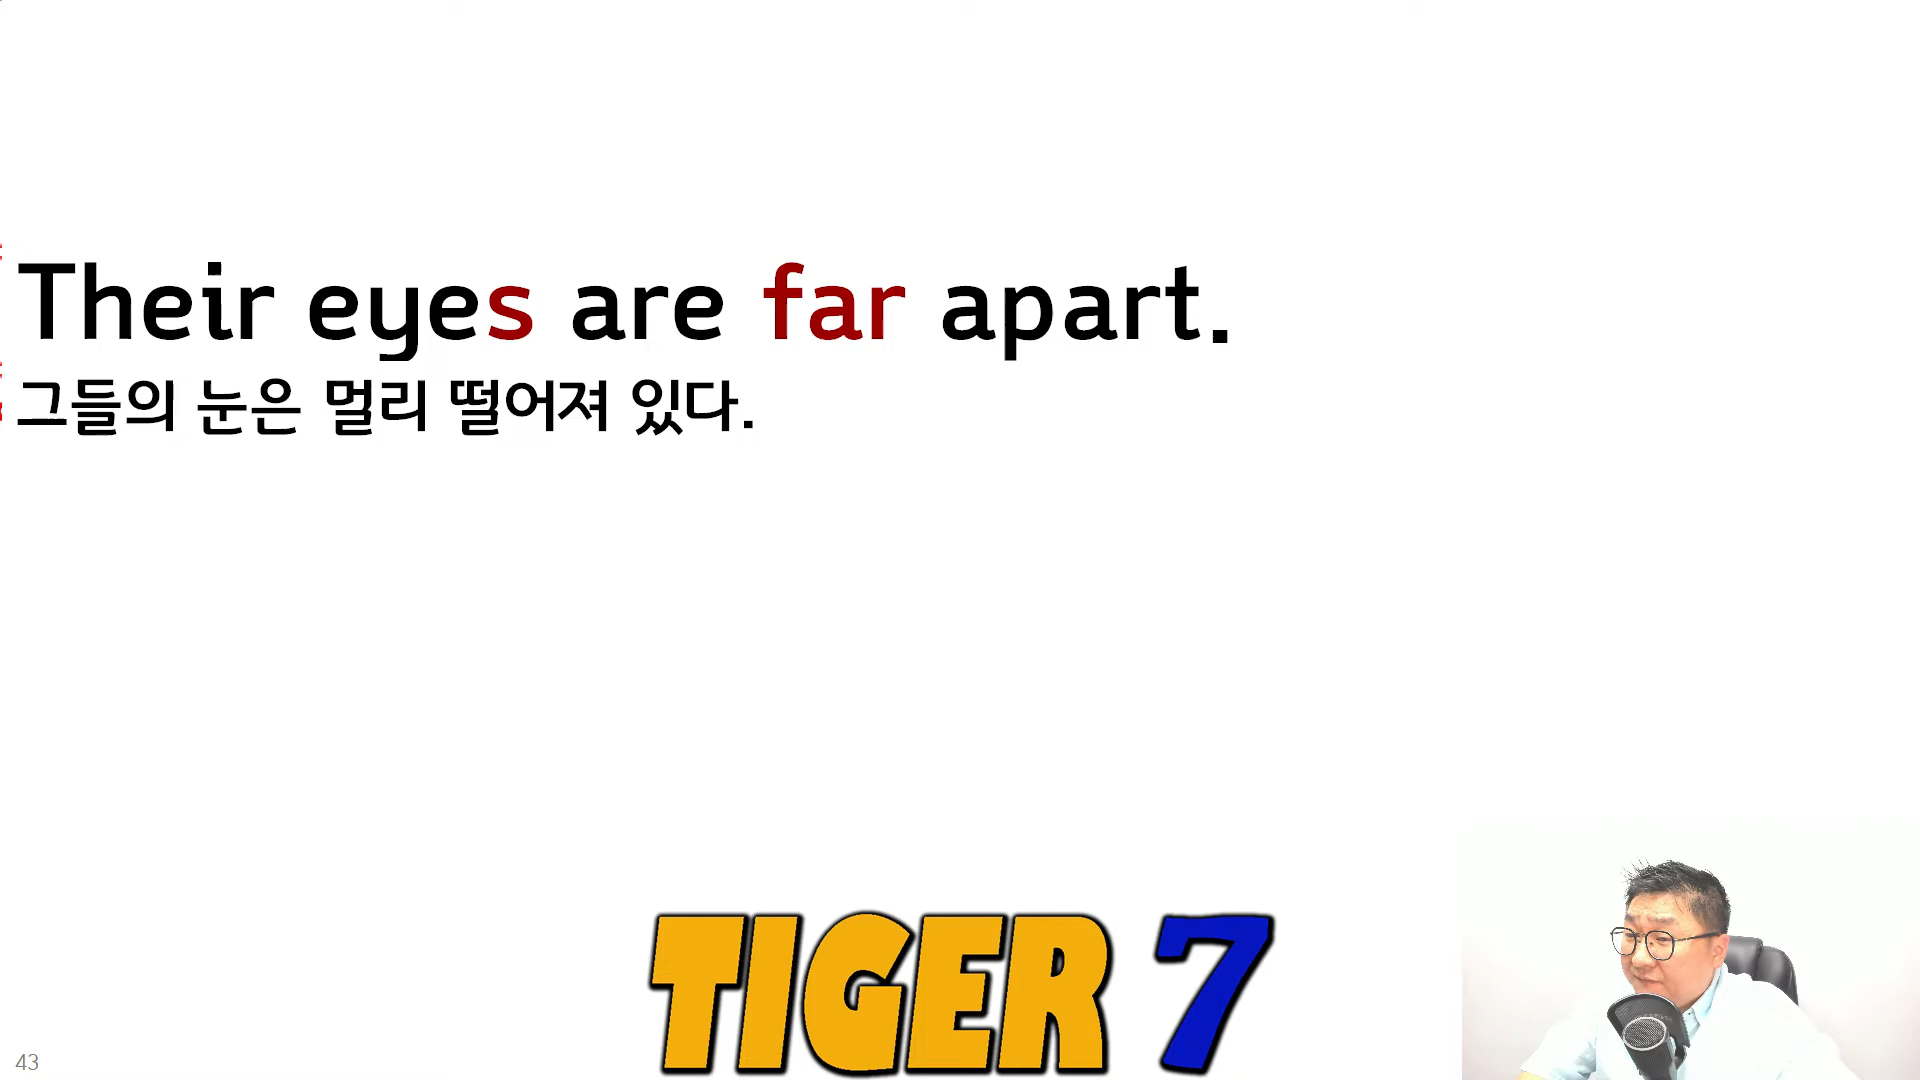 Their eyes are far apart.
그들의 눈은 멀리 떨어져 있다.
TIGER 7
43